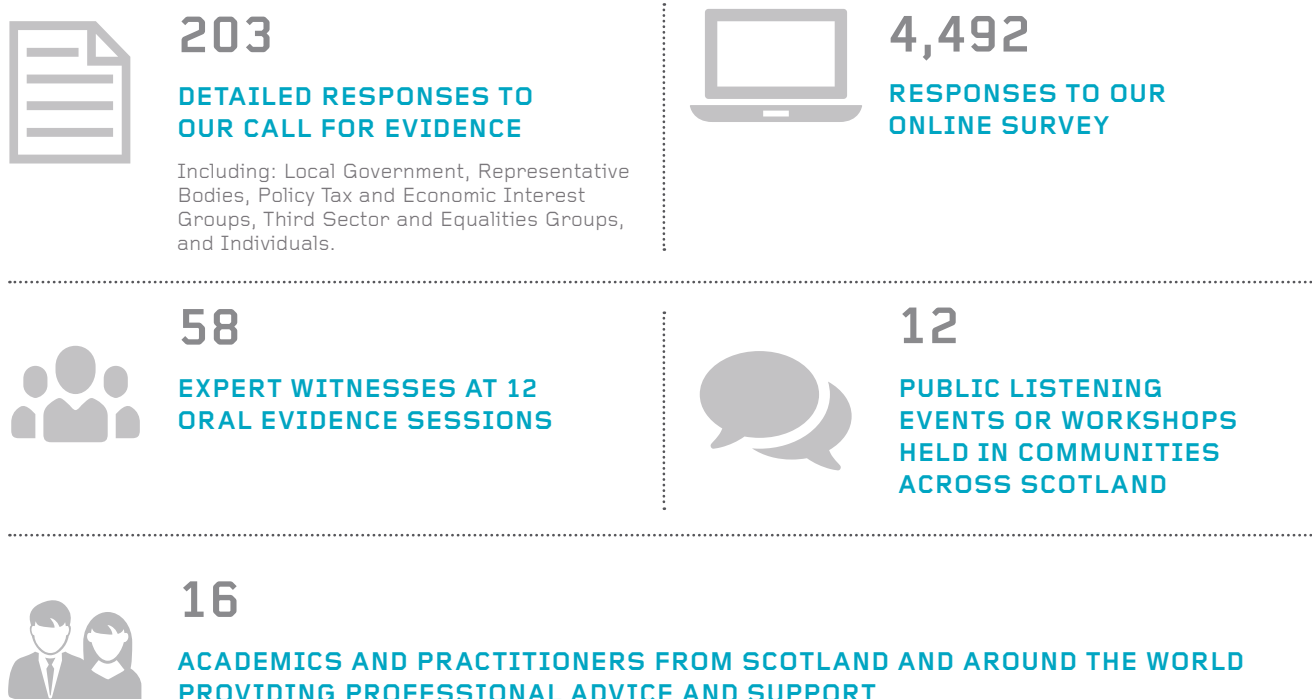 203
DETAILED RESPONSES TO
OUR CALL FOR EVIDENCE
Including: Local Government, Representative
Bodies, Policy Tax and Economic Interest
Groups, Third Sector and Equalities Groups,
and Individuals.
4,492
RESPONSES TO OUR
ONLINE SURVEY
58
EXPERT WITNESSES AT 12
ORAL EVIDENCE SESSIONS
12
PUBLIC LISTENING
EVENTS OR WORKSHOPS
HELD IN COMMUNITIES
ACROSS SCOTLAND
16
ACADEMICS AND PRACTITIONERS FROM SCOTLAND AND AROUND THE WORLD
PROVIDING PROFESSIONAL ADVICE AND SUPPORT